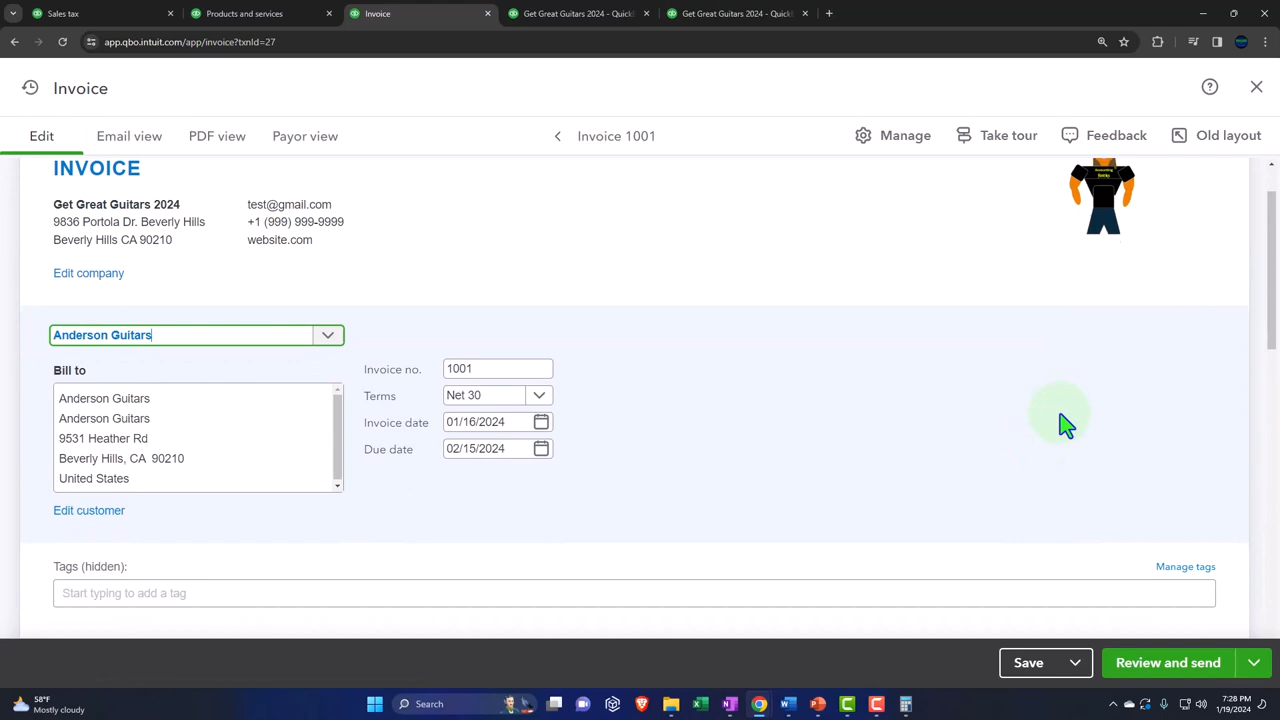 Sales tax
Products and services
Invoice
Get Great Guitars 2024 - Quick
Get Great Guitars 2024 - Quick
app.qbo.intuit.com/app/invoice?txnId=27
Invoice
Edit
Email view
PDF view
Payor view
Invoice 1001
Manage
Take tour
Feedback
Old layout
INVOICE
Get Great Guitars 2024
test@gmail.com
9836 Portola Dr. Beverly Hills
+1 (999) 999-9999
Beverly Hills CA 90210
website.com
Edit company
Anderson Guitars
Bill to
Anderson Guitars
Anderson Guitars
9531 Heather Rd
Beverly Hills, CA 90210
United States
Edit customer
Invoice no. 1001
Terms Net 30
Invoice date 01/16/2024
Due date 02/15/2024
Tags (hidden):
Manage tags
Start typing to add a tag
Save
Review and send
58°F
Mostly cloudy
Search
7:28 PM
1/19/2024